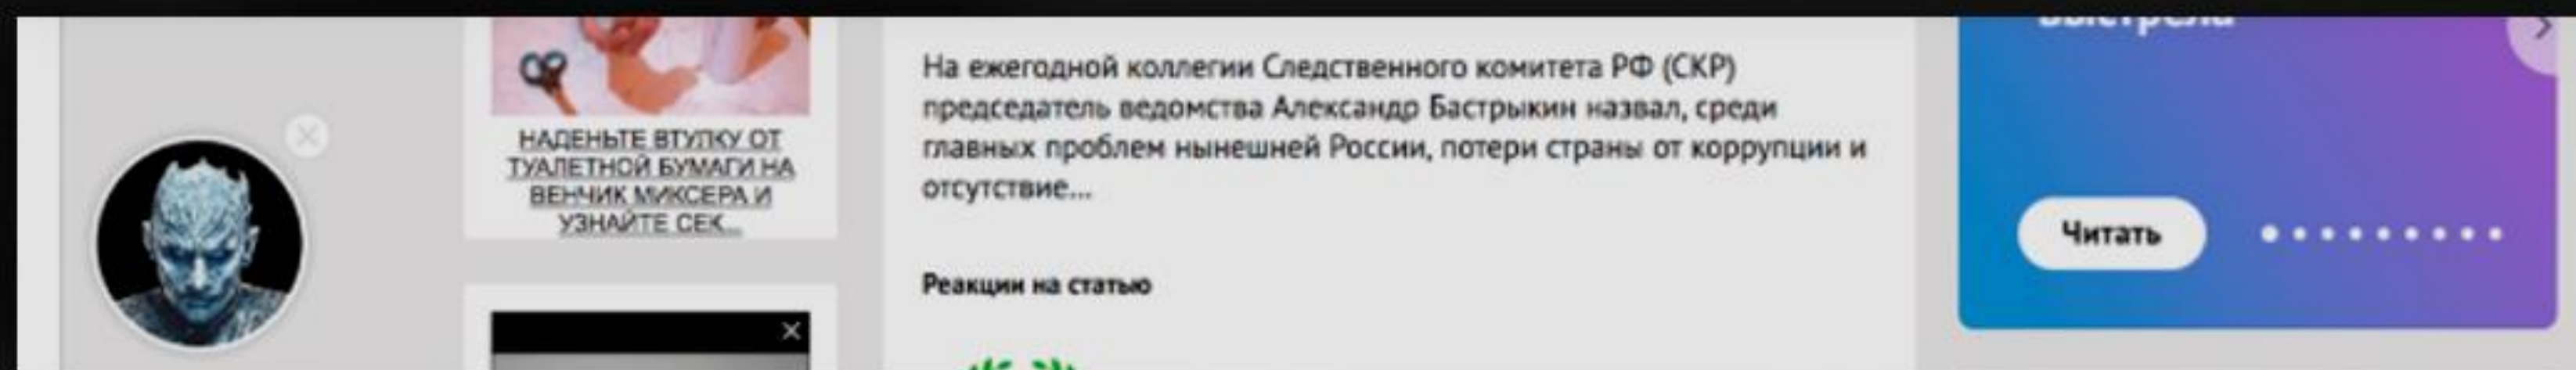 быстрела
На ежегодной коллегии Следственного комитета РФ (СКР)
председатель ведомства Александр Бастрыкин назвал, среди
главных проблем нынешней России, потери страны от коррупции и
отсутствие...
НАДЕНЬТЕ ВТУЛКУ ОТ
ТУАЛЕТНОЙ БУМАГИ НА
ВЕНЧИК МИКСЕРА И
УЗНАЙТЕ СЕК...
Читать
Реакции на статью